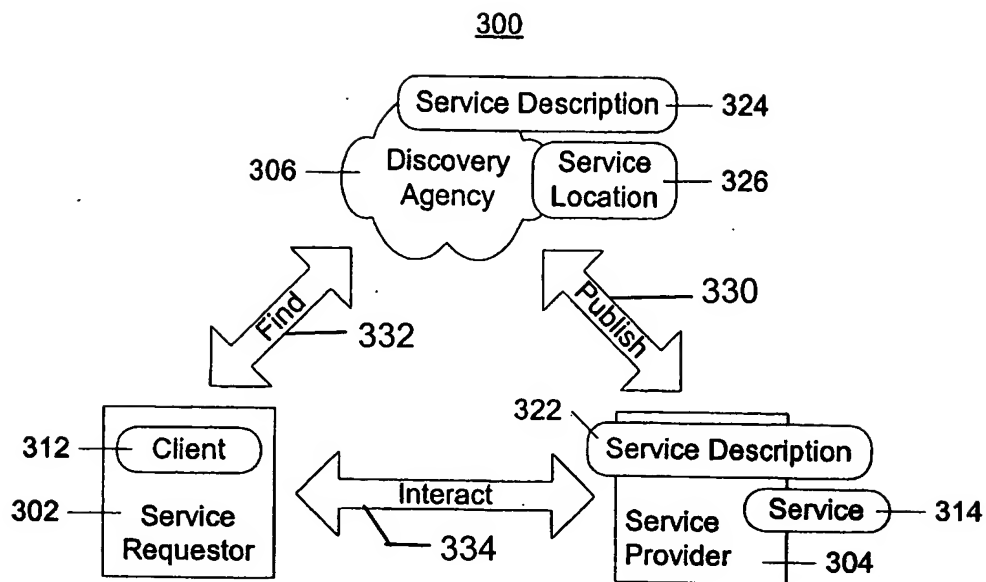 300
Service Description
324
306
Discovery
Agency
Service
Location
326
Find
332
Publish
330
312
Client
302
Service
Requestor
Interact
334
322
Service Description
Service
314
Service
Provider
304